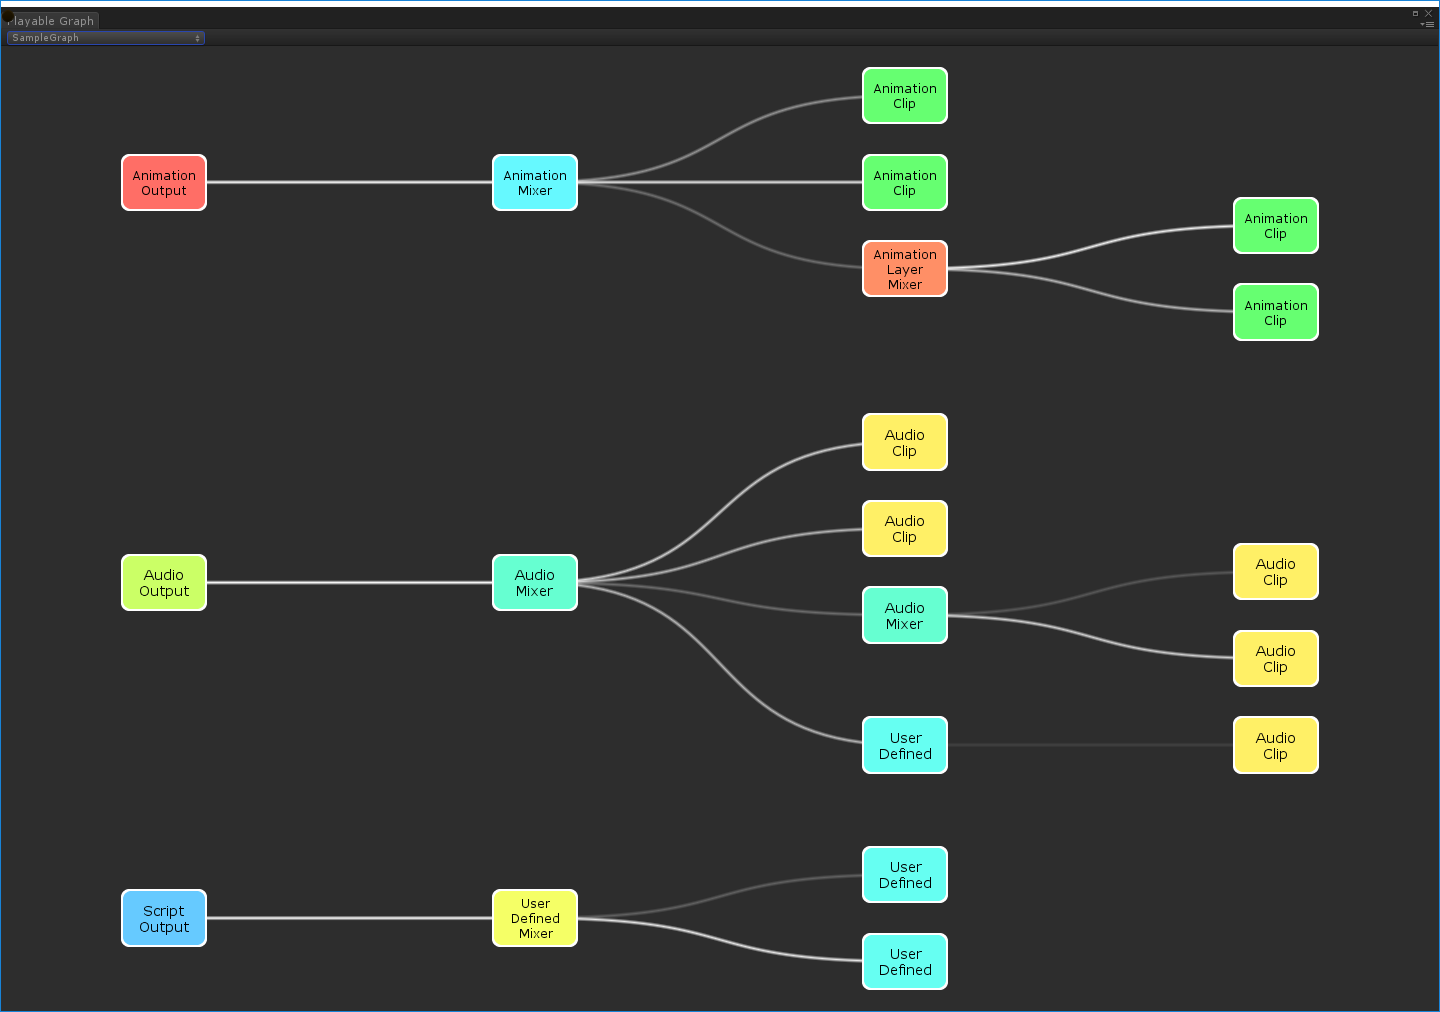 Playable Graph
SampleGraph
Animation
Clip
Animation
Output
Animation
Mixer
Animation
Clip
Animation
Layer
Mixer
Animation
Clip
Animation
Clip
Audio
Clip
Audio
Clip
Audio
Output
Audio
Mixer
Audio
Mixer
Audio
Clip
Audio
Clip
User
Defined
Audio
Clip
Script
Output
User
Defined
Mixer
User
Defined
User
Defined